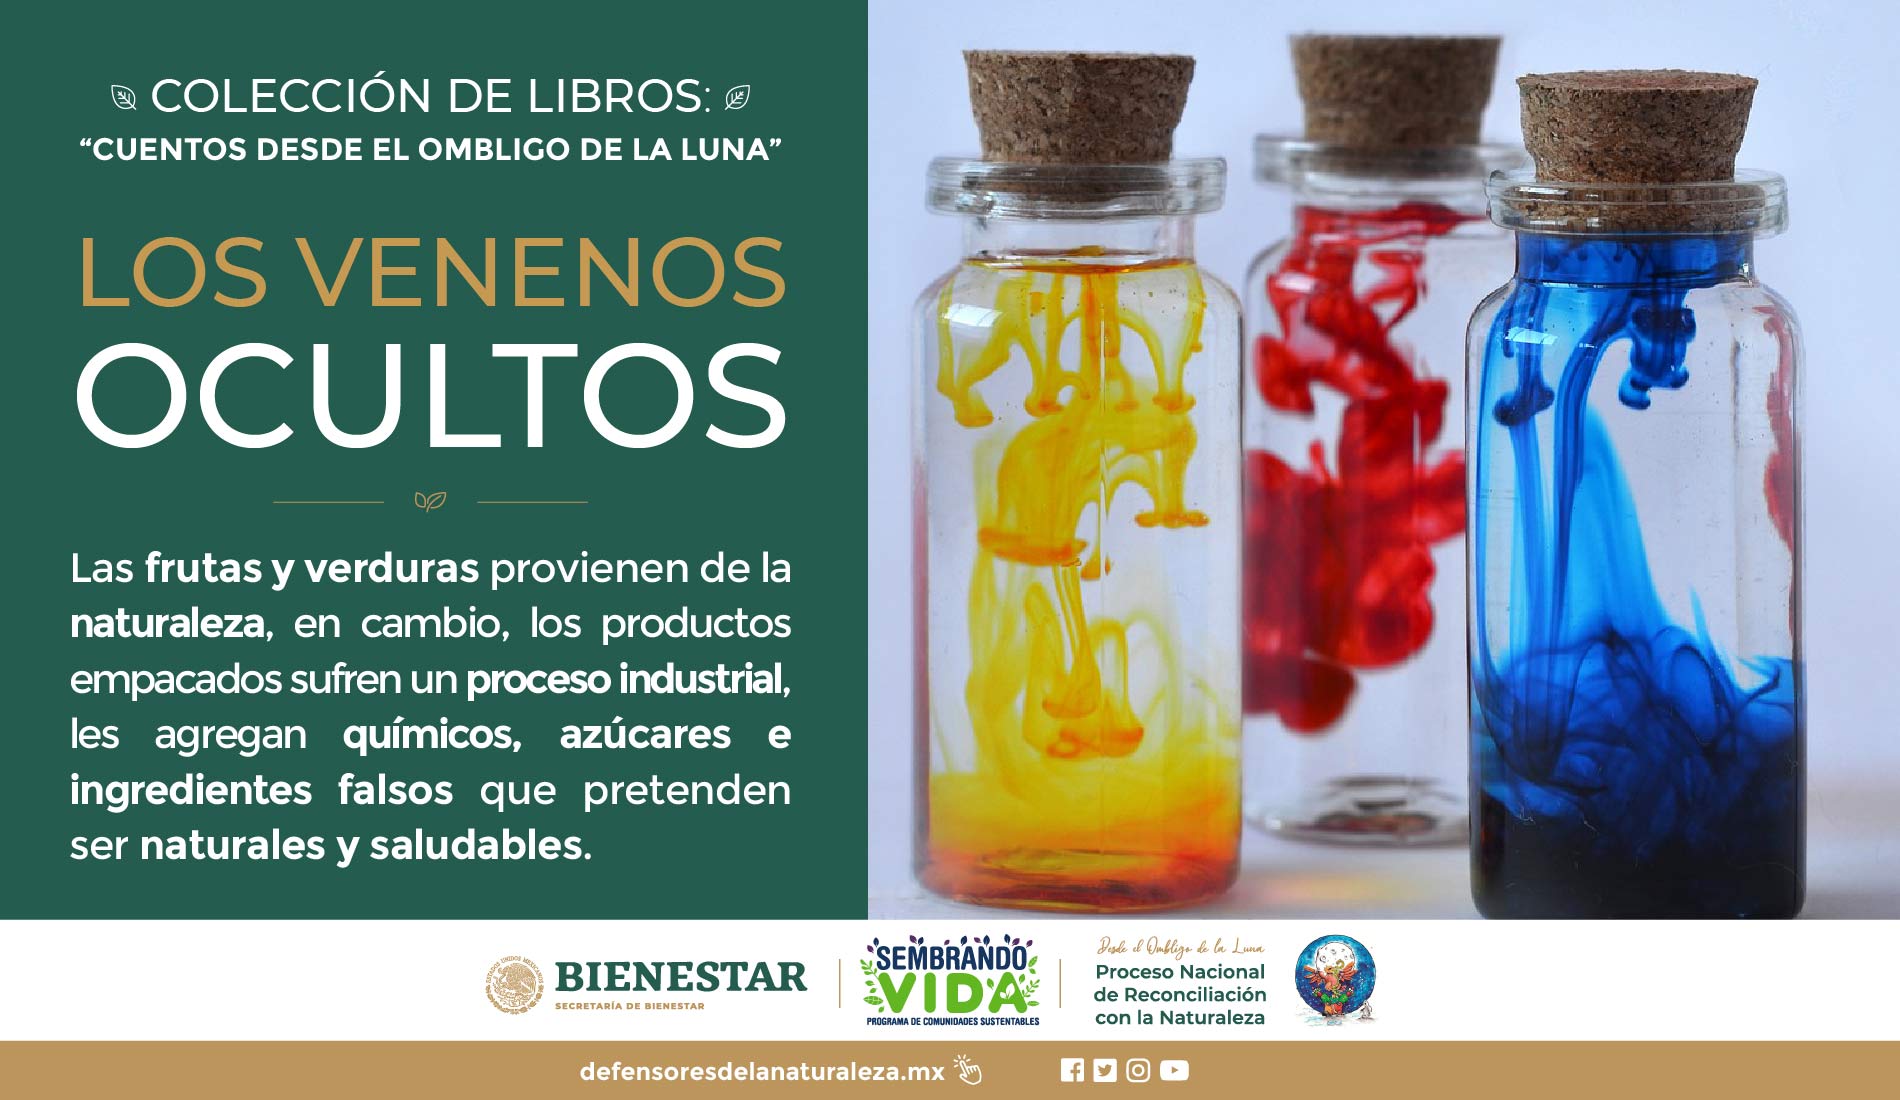 COLECCIÓN DE LIBROS:
“CUENTOS DESDE EL OMBLIGO DE LA LUNA”
LOS VENENOS
OCULTOS
Las frutas y verduras provienen de la
naturaleza, en cambio, los productos
empacados sufren un proceso industrial,
les agregan químicos, azúcares e
ingredientes falsos que pretenden
ser naturales y saludables.
ESTADOS UNIDOS MEXICANOS
BIENESTAR
SECRETARÍA DE BIENESTAR
SEMBRANDO
VIDA
PROGRAMA DE COMUNIDADES SUSTENTABLES
Desde el Ombligo de la Luna
Proceso Nacional
de Reconciliación
con la Naturaleza
defensoresdelanaturaleza.mx